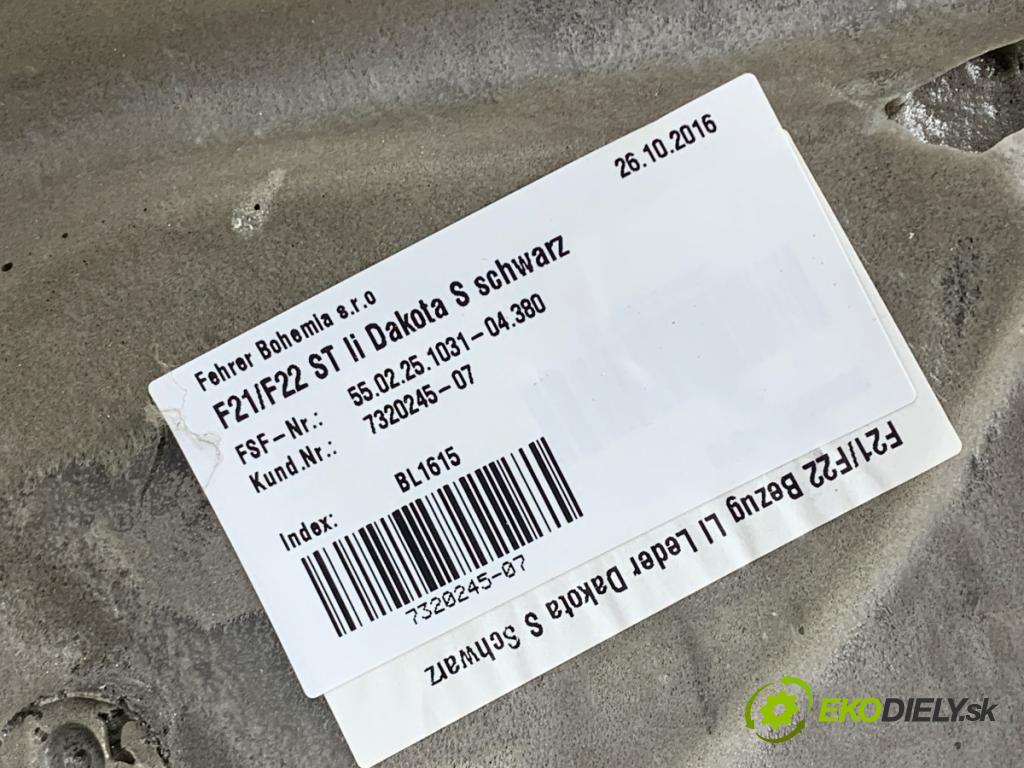 26.10.2016
Fehrer Bohemia s.r.o
F21/F22 ST li Dakota S schwarz
FSF-Nr.: 55.02.25.1031-04.380
Kund.Nr.: 7320245-07
Index: BL1615
7320245-07
F21/F22 Bezug LI Leder Dakota S Schwarz
EKODIELY.sk